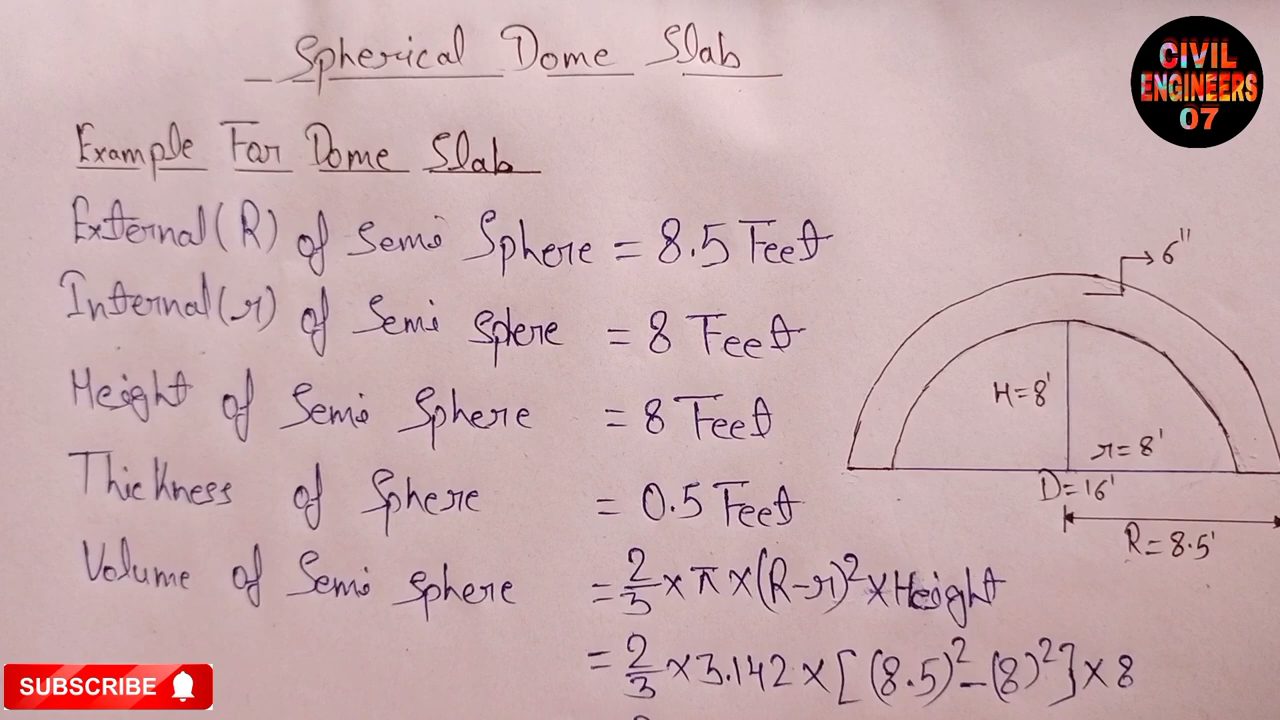 Spherical Dome Slab
CIVIL
ENGINEERS
07
Example For Dome Slab
External (R) of Semi Sphere = 8.5 Feet
Internal (r) of Semi Sphere = 8 Feet
Height of Semi Sphere = 8 Feet
Thickness of Sphere = 0.5 Feet
Volume of Semi Sphere = 2/3 × π × (R-r)² × Height
= 2/3 × 3.142 × [(8.5)² - (8)²] × 8
6"
H = 8'
r = 8'
D = 16'
R = 8.5'
SUBSCRIBE